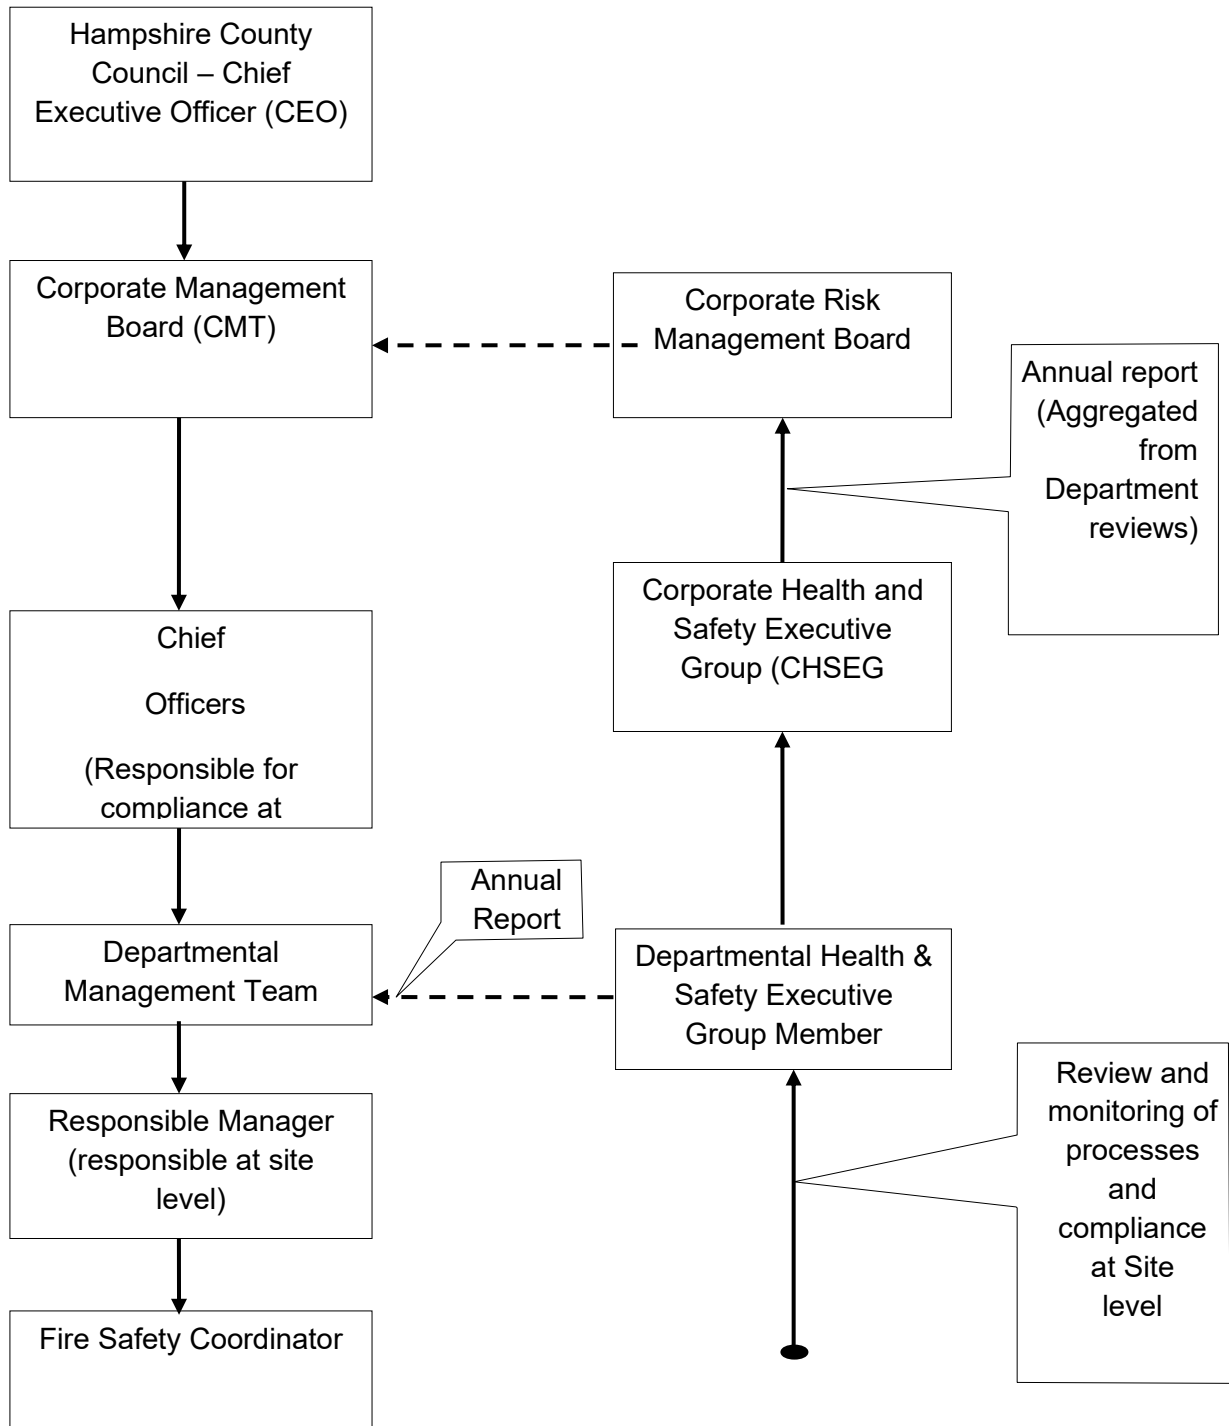 Hampshire County
Council – Chief
Executive Officer (CEO)
Corporate Management
Board (CMT)
Corporate Risk
Management Board
Annual report
(Aggregated
from
Department
reviews)
Corporate Health and
Safety Executive
Group (CHSEG
Chief
Officers
(Responsible for
compliance at
Annual
Report
Departmental
Management Team
Departmental Health &
Safety Executive
Group Member
Review and
monitoring of
processes
and
compliance
at Site
level
Responsible Manager
(responsible at site
level)
Fire Safety Coordinator